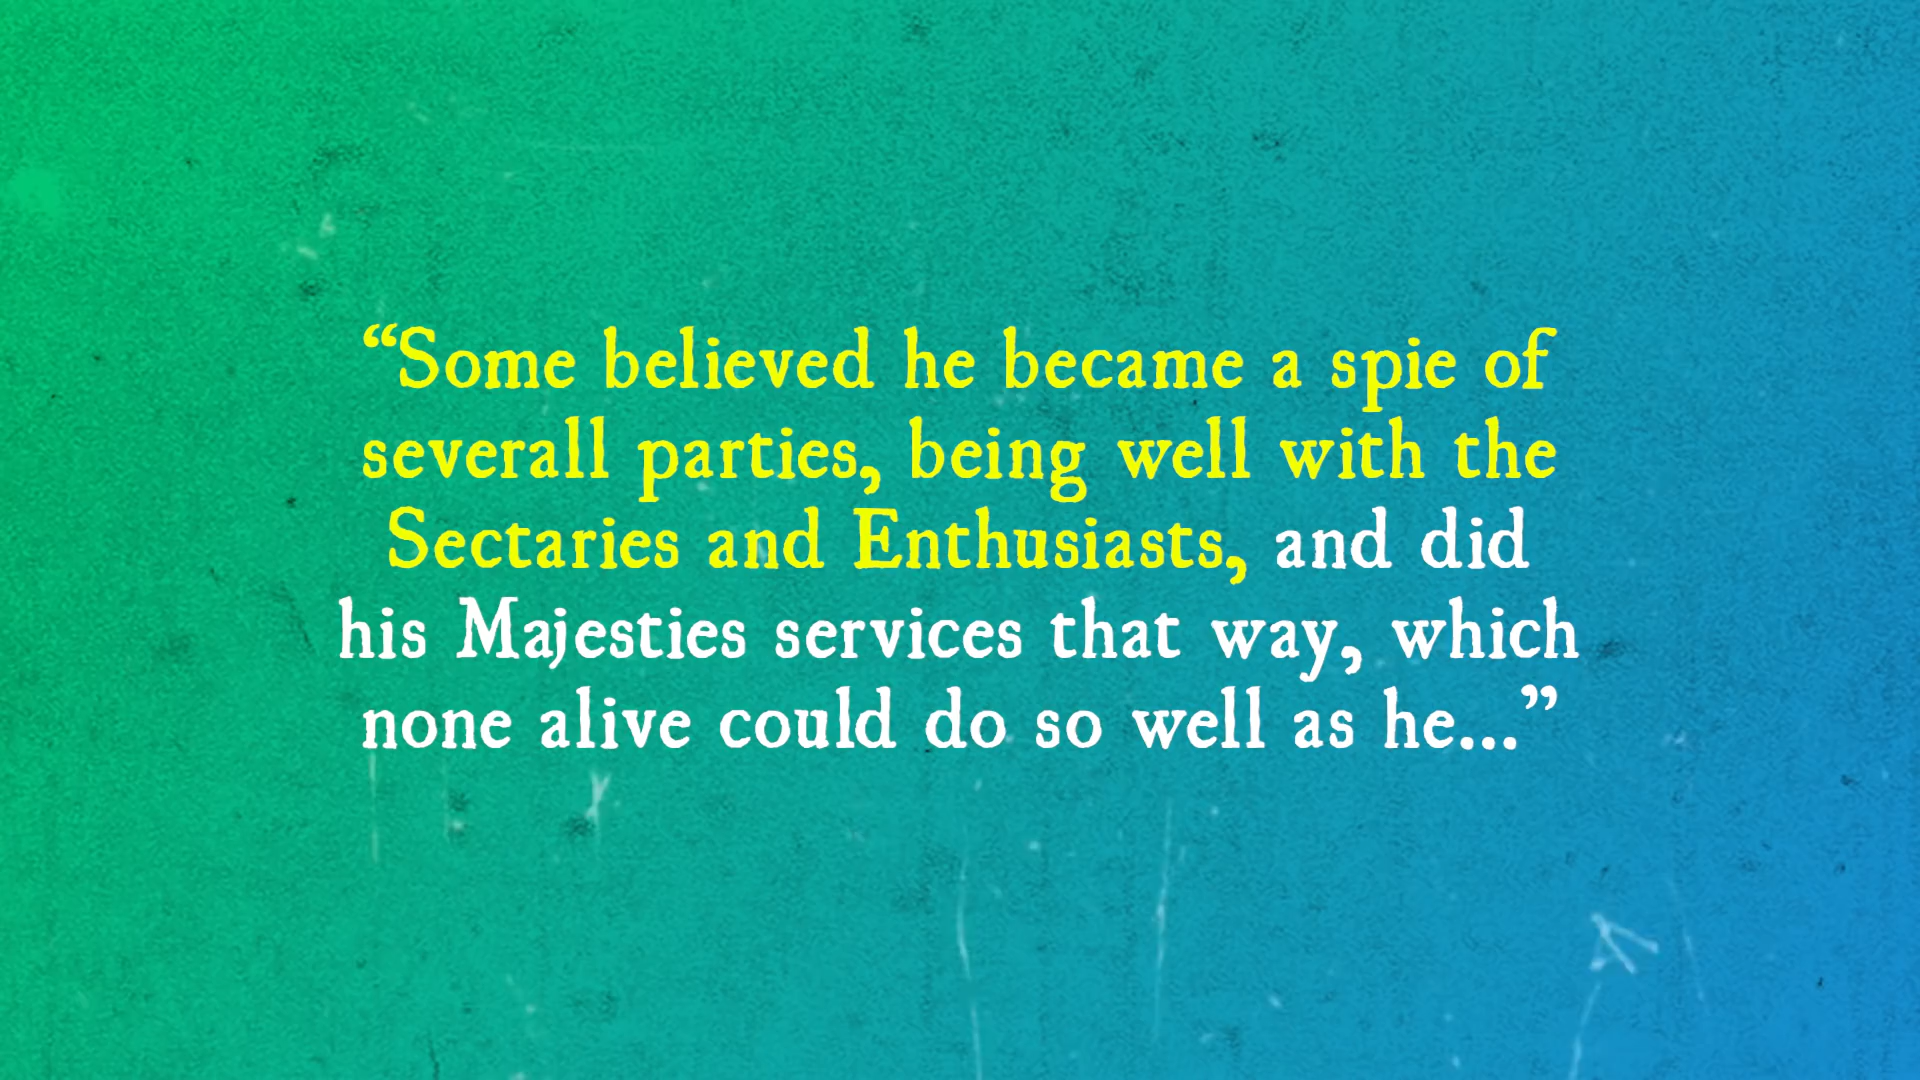 “Some believed he became a spie of
severall parties, being well with the
Sectaries and Enthusiasts, and did
his Majesties services that way, which
none alive could do so well as he...”